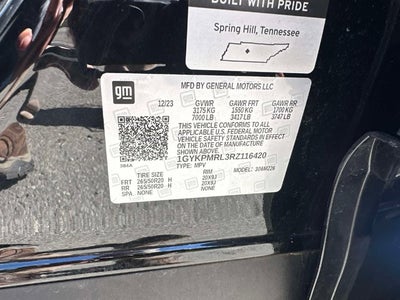 BUILT WITH PRIDE
Spring Hill, Tennessee
gm
MFD BY GENERAL MOTORS LLC
12/23 GVWR GAWR FRT GAWR RR
3175 KG 1550 KG 1700 KG
7000 LB 3417 LB 3747 LB
THIS VEHICLE CONFORMS TO ALL
APPLICABLE U.S. FEDERAL MOTOR
VEHICLE SAFETY STANDARDS IN
EFFECT ON THE DATE OF
MANUFACTURE SHOWN ABOVE.
1GYKPMRL3RZ116420
TYPE: MPV
TIRE SIZE RIM
FRT 265/50R20 H 20X8J
RR 265/50R20 H 20X8J
SPA NONE NONE